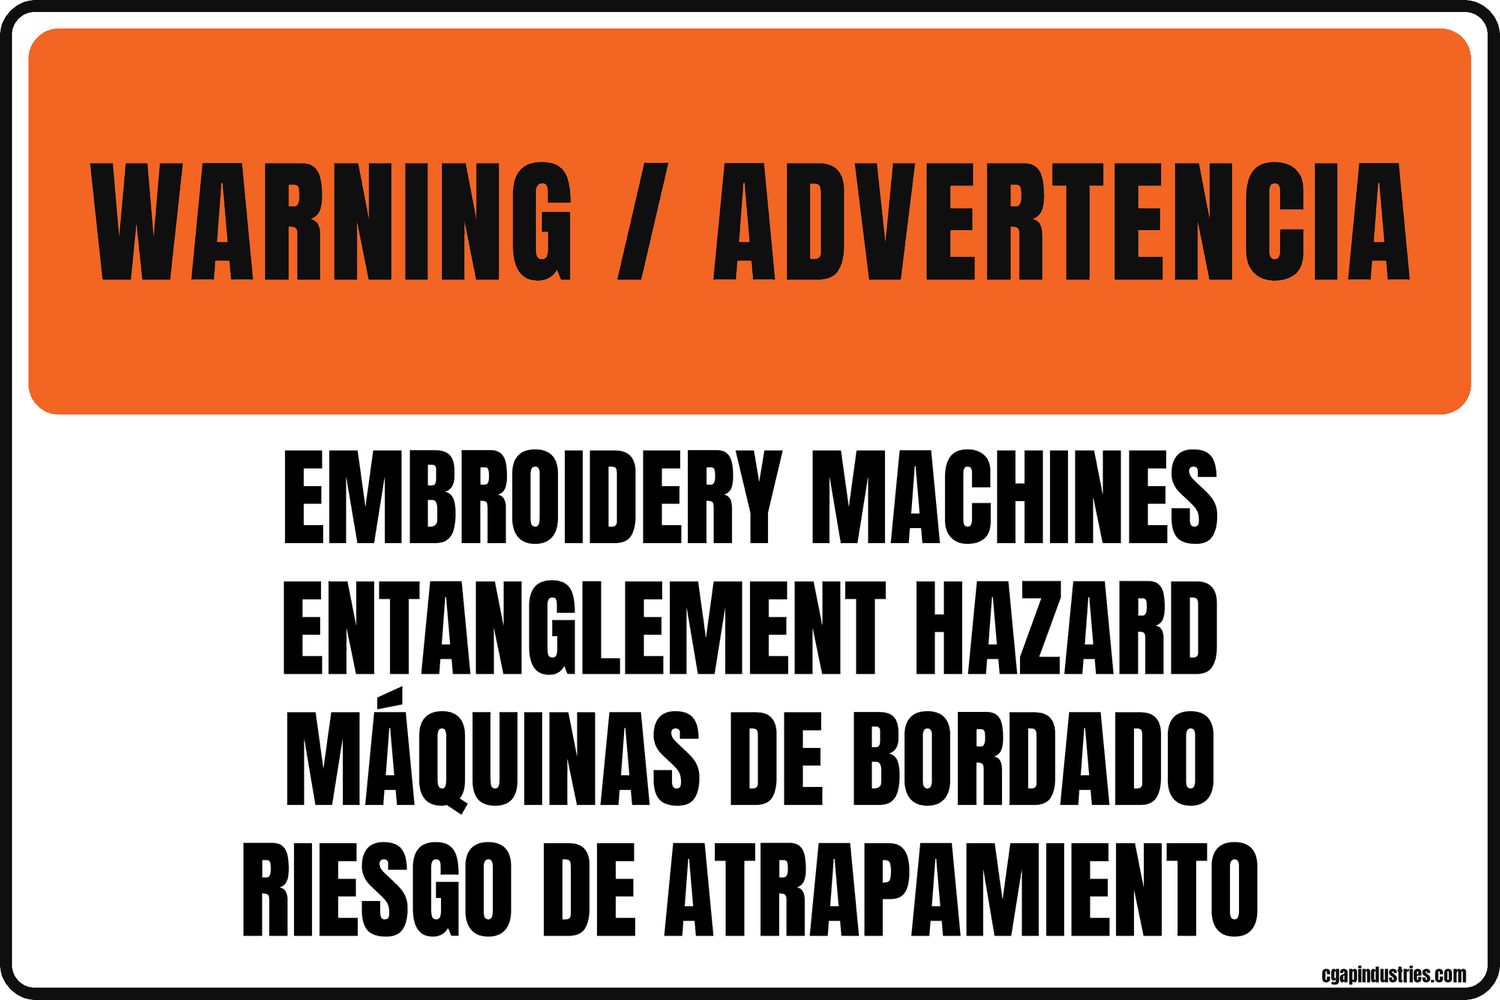 WARNING / ADVERTENCIA
EMBROIDERY MACHINES
ENTANGLEMENT HAZARD
MÁQUINAS DE BORDADO
RIESGO DE ATRAPAMIENTO
cgapindustries.com